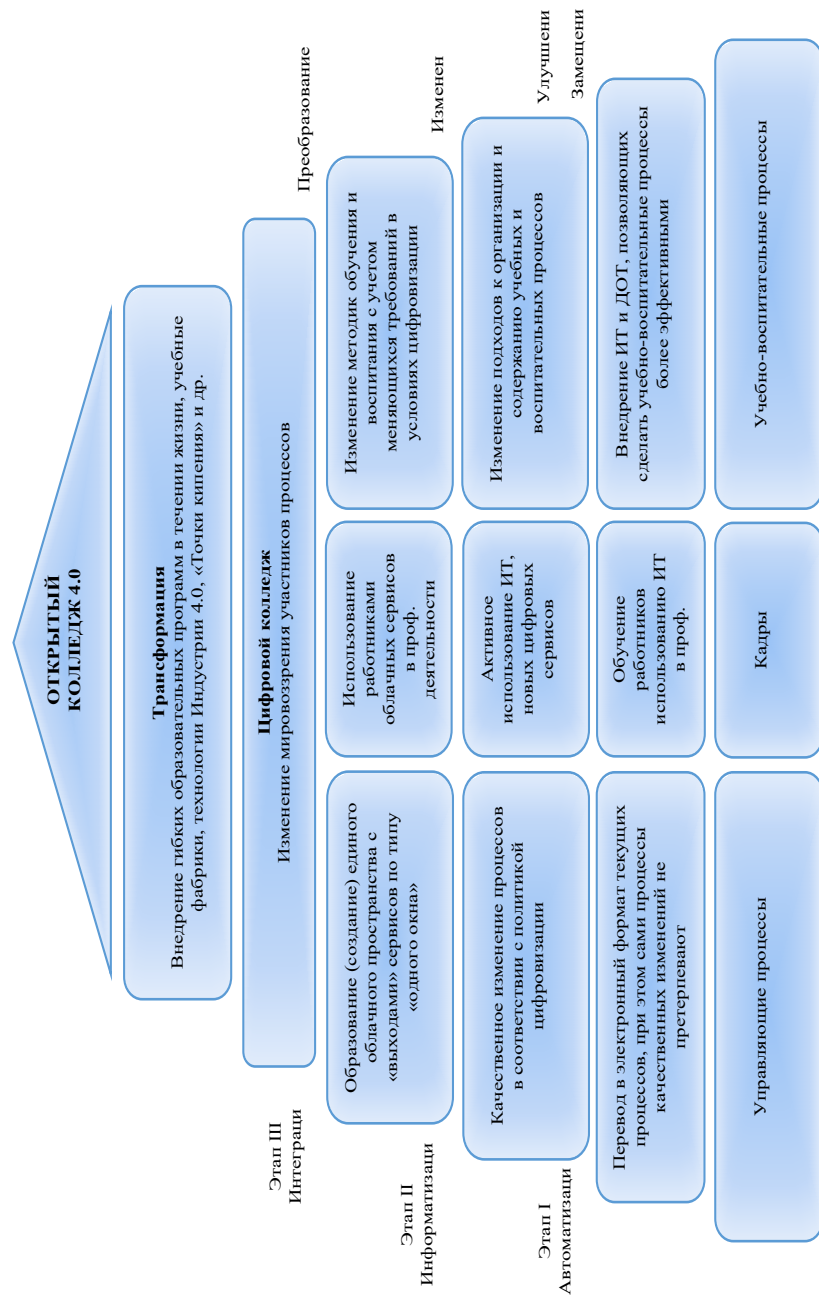 ОТКРЫТЫЙ
КОЛЛЕДЖ 4.0
Трансформация
Внедрение гибких образовательных программ в течении жизни, учебные
фабрики, технологии Индустрии 4.0, «Точки кипения» и др.
Этап III
Интеграци
Цифровой колледж
Изменение мировоззрения участников процессов
Преобразование
Этап II
Информатизаци
Образование (создание) единого
облачного пространства с
«выходами» сервисов по типу
«одного окна»
Использование
работниками
облачных сервисов
в проф.
деятельности
Изменение методик обучения и
воспитания с учетом
меняющихся требований в
условиях цифровизации
Изменен
Этап I
Автоматизаци
Качественное изменение процессов
в соответствии с политикой
цифровизации
Активное
использование ИТ,
новых цифровых
сервисов
Изменение подходов к организации и
содержанию учебных и
воспитательных процессов
Улучшени
Замещени
Перевод в электронный формат текущих
процессов, при этом сами процессы
качественных изменений не
претерпевают
Обучение
работников
использованию ИТ
в проф.
Внедрение ИТ и ДОТ, позволяющих
сделать учебно-воспитательные процессы
более эффективными
Управляющие процессы
Кадры
Учебно-воспитательные процессы